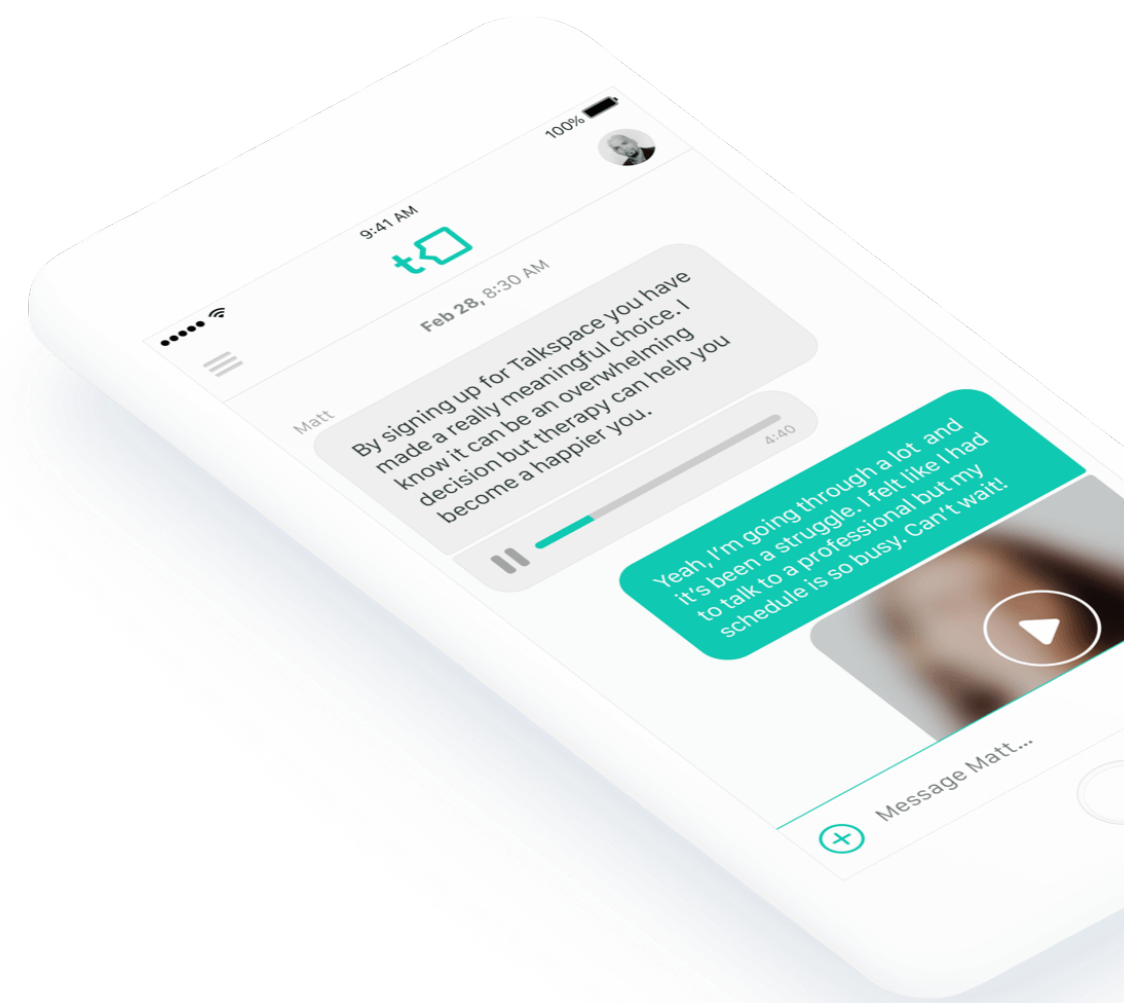 100%
9:41 AM
t
Feb 28, 8:30 AM
Matt
By signing up for Talkspace you have
made a really meaningful choice. I
know it can be an overwhelming
decision but therapy can help you
become a happier you.
4:40
Yeah, I'm going through a lot and
it's been a struggle. I felt like I had
to talk to a professional but my
schedule is so busy. Can't wait!
Message Matt...